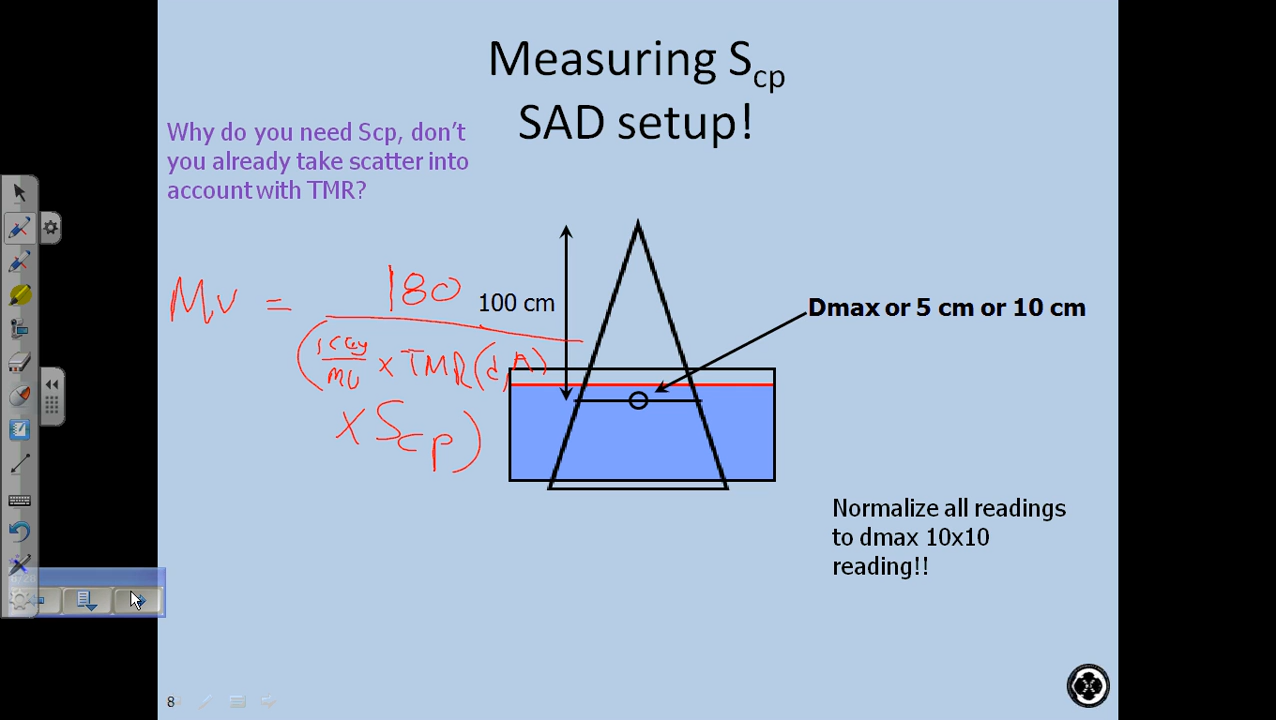 Measuring Scp
SAD setup!
Why do you need Scp, don't
you already take scatter into
account with TMR?
MU = 180
100 cm
Dmax or 5 cm or 10 cm
(1cGy/MU x TMR(d,A)
x Scp)
Normalize all readings
to dmax 10x10
reading!!
8